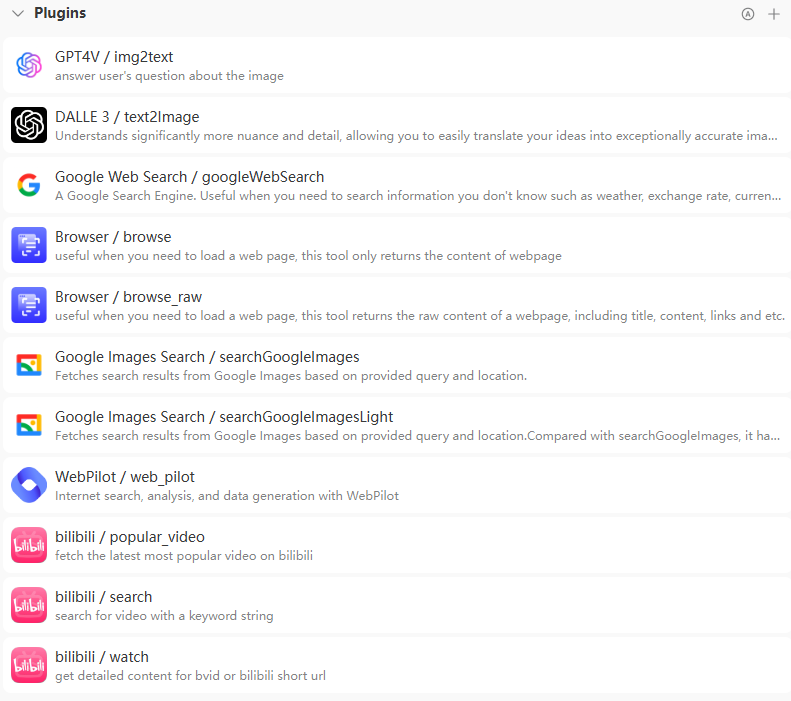 Plugins
GPT4V / img2text
answer user's question about the image
DALLE 3 / text2Image
Understands significantly more nuance and detail, allowing you to easily translate your ideas into exceptionally accurate ima...
Google Web Search / googleWebSearch
A Google Search Engine. Useful when you need to search information you don't know such as weather, exchange rate, curren...
Browser / browse
useful when you need to load a web page, this tool only returns the content of webpage
Browser / browse_raw
useful when you need to load a web page, this tool returns the raw content of a webpage, including title, content, links and etc.
Google Images Search / searchGoogleImages
Fetches search results from Google Images based on provided query and location.
Google Images Search / searchGoogleImagesLight
Fetches search results from Google Images based on provided query and location.Compared with searchGoogleImages, it ha...
WebPilot / web_pilot
Internet search, analysis, and data generation with WebPilot
bilibili
bilibili / popular_video
fetch the latest most popular video on bilibili
bilibili
bilibili / search
search for video with a keyword string
bilibili
bilibili / watch
get detailed content for bvid or bilibili short url